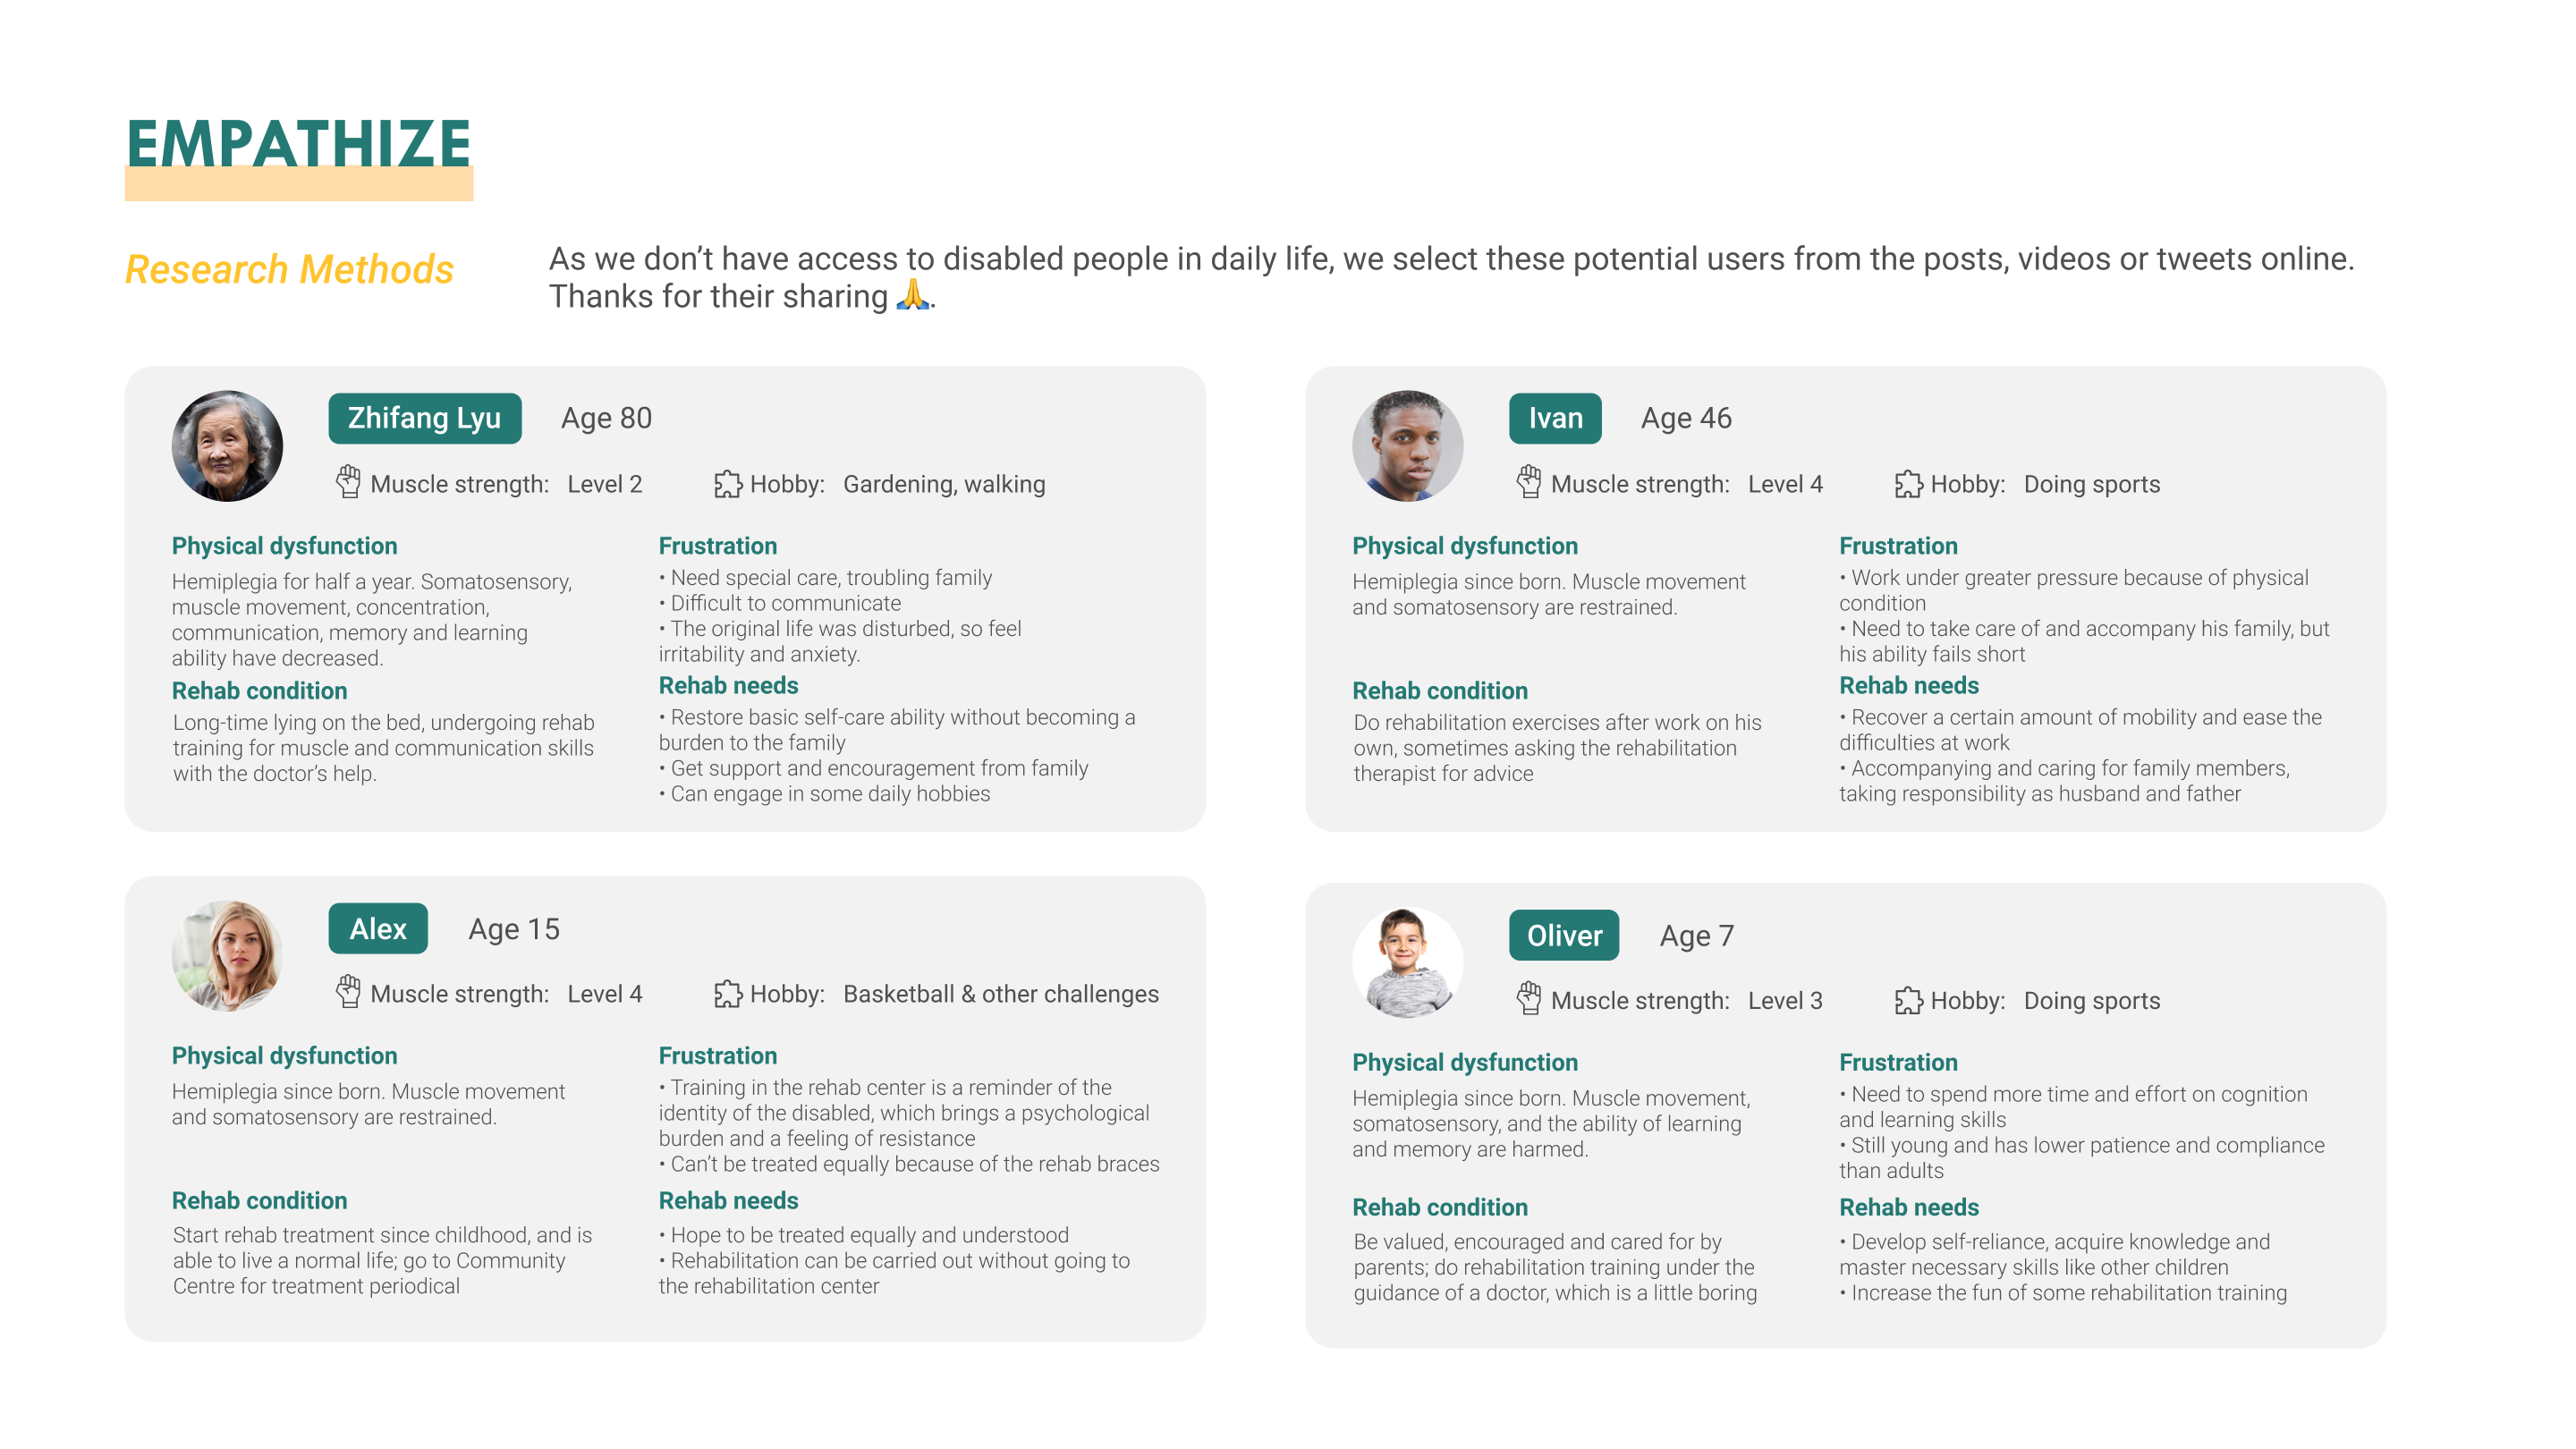 EMPATHIZE
Research Methods
As we don’t have access to disabled people in daily life, we select these potential users from the posts, videos or tweets online.
Thanks for their sharing 🙏.
Zhifang Lyu
Age 80
Muscle strength: Level 2
Hobby: Gardening, walking
Physical dysfunction
Hemiplegia for half a year. Somatosensory,
muscle movement, concentration,
communication, memory and learning
ability have decreased.
Rehab condition
Long-time lying on the bed, undergoing rehab
training for muscle and communication skills
with the doctor’s help.
Frustration
• Need special care, troubling family
• Difficult to communicate
• The original life was disturbed, so feel
irritability and anxiety.
Rehab needs
• Restore basic self-care ability without becoming a
burden to the family
• Get support and encouragement from family
• Can engage in some daily hobbies
Ivan
Age 46
Muscle strength: Level 4
Hobby: Doing sports
Physical dysfunction
Hemiplegia since born. Muscle movement
and somatosensory are restrained.
Rehab condition
Do rehabilitation exercises after work on his
own, sometimes asking the rehabilitation
therapist for advice
Frustration
• Work under greater pressure because of physical
condition
• Need to take care of and accompany his family, but
his ability fails short
Rehab needs
• Recover a certain amount of mobility and ease the
difficulties at work
• Accompanying and caring for family members,
taking responsibility as husband and father
Alex
Age 15
Muscle strength: Level 4
Hobby: Basketball & other challenges
Physical dysfunction
Hemiplegia since born. Muscle movement
and somatosensory are restrained.
Rehab condition
Start rehab treatment since childhood, and is
able to live a normal life; go to Community
Centre for treatment periodical
Frustration
• Training in the rehab center is a reminder of the
identity of the disabled, which brings a psychological
burden and a feeling of resistance
• Can’t be treated equally because of the rehab braces
Rehab needs
• Hope to be treated equally and understood
• Rehabilitation can be carried out without going to
the rehabilitation center
Oliver
Age 7
Muscle strength: Level 3
Hobby: Doing sports
Physical dysfunction
Hemiplegia since born. Muscle movement,
somatosensory, and the ability of learning
and memory are harmed.
Rehab condition
Be valued, encouraged and cared for by
parents; do rehabilitation training under the
guidance of a doctor, which is a little boring
Frustration
• Need to spend more time and effort on cognition
and learning skills
• Still young and has lower patience and compliance
than adults
Rehab needs
• Develop self-reliance, acquire knowledge and
master necessary skills like other children
• Increase the fun of some rehabilitation training